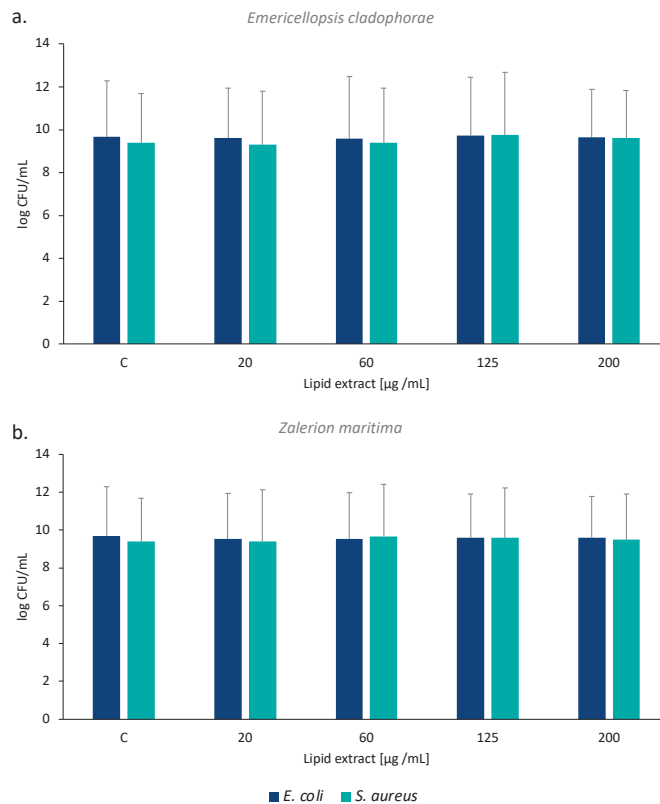 a.
Emericellopsis cladophorae
14
12
10
8
6
4
2
0
log CFU/mL
C 20 60 125 200
Lipid extract [µg /mL]
b.
Zalerion maritima
14
12
10
8
6
4
2
0
log CFU/mL
C 20 60 125 200
Lipid extract [µg /mL]
E. coli S. aureus